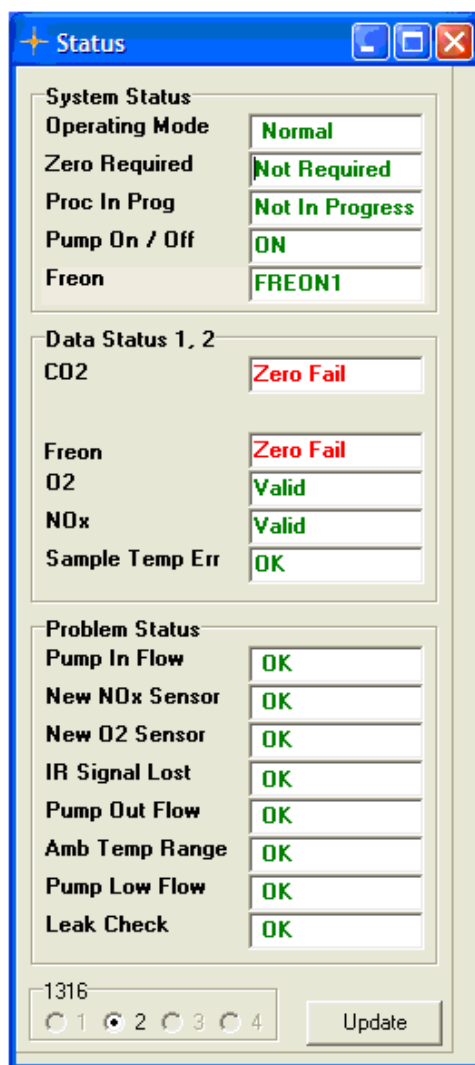 Status
System Status
Operating Mode Normal
Zero Required Not Required
Proc In Prog Not In Progress
Pump On / Off ON
Freon FREON1
Data Status 1, 2
CO2 Zero Fail
Freon Zero Fail
O2 Valid
NOx Valid
Sample Temp Err OK
Problem Status
Pump In Flow OK
New NOx Sensor OK
New O2 Sensor OK
IR Signal Lost OK
Pump Out Flow OK
Amb Temp Range OK
Pump Low Flow OK
Leak Check OK
1316
1 2 3 4 Update